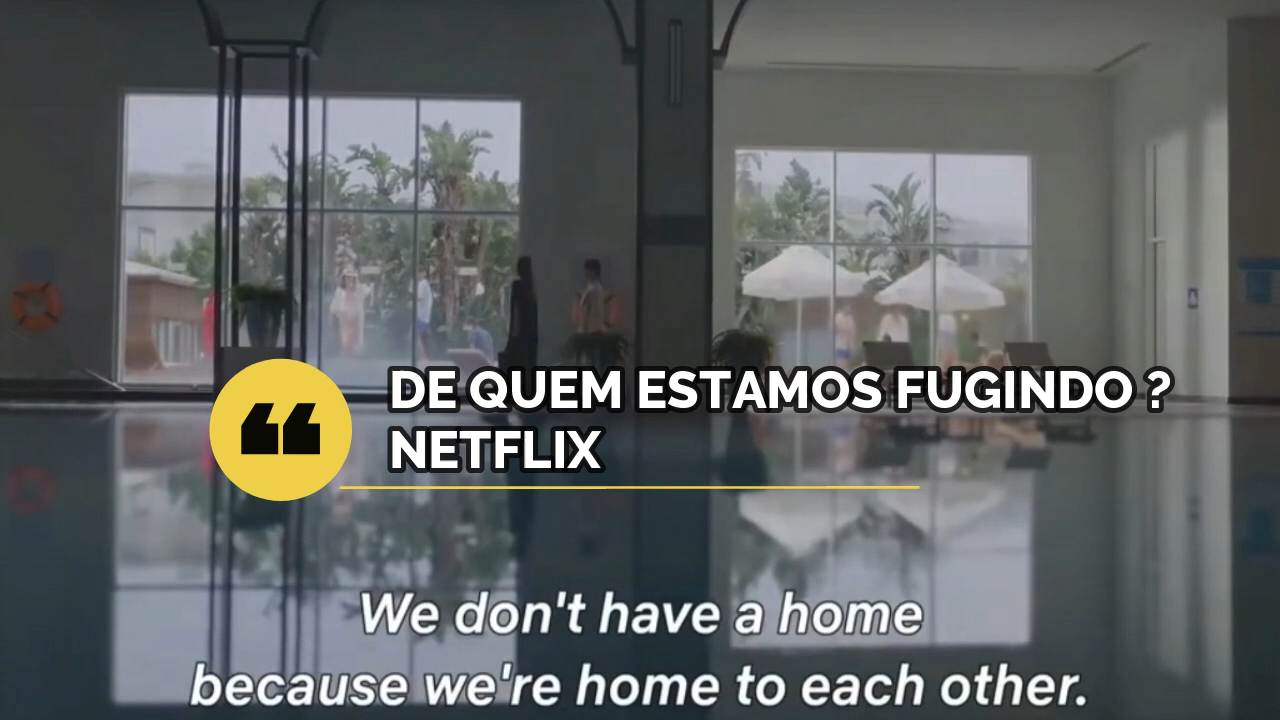 DE QUEM ESTAMOS FUGINDO ?
NETFLIX
We don't have a home
because we're home to each other.